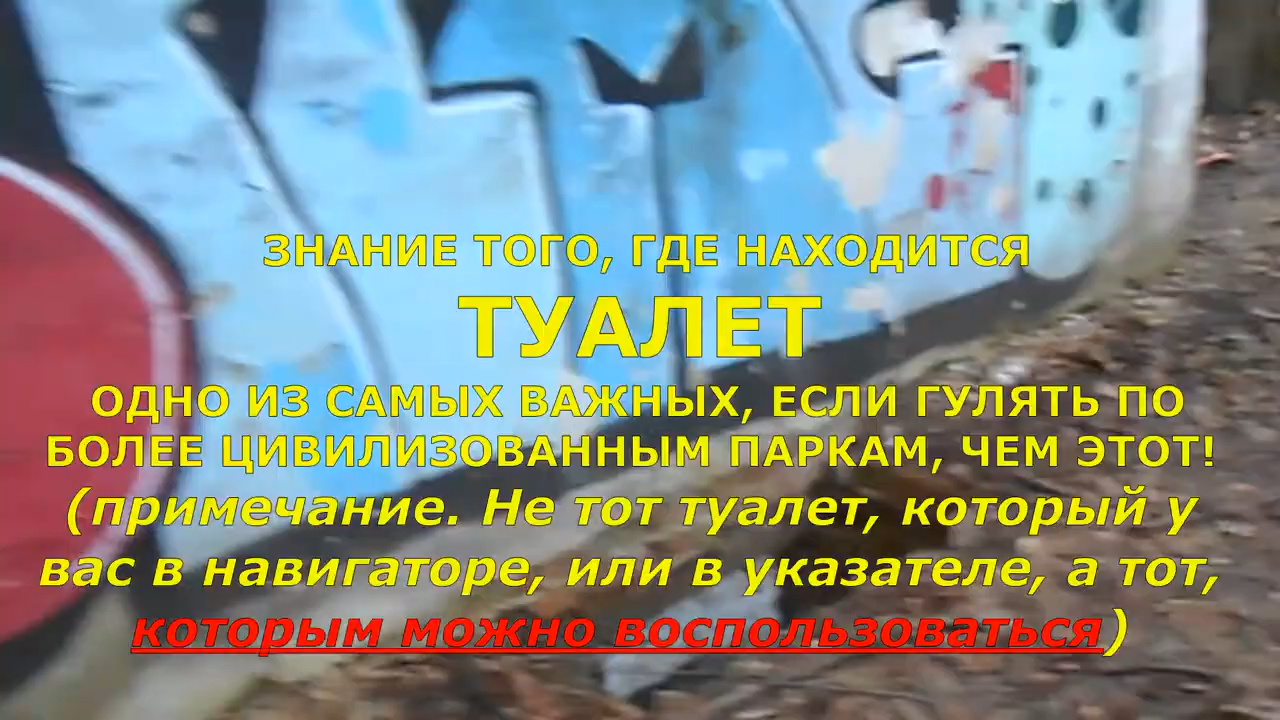 ЗНАНИЕ ТОГО, ГДЕ НАХОДИТСЯ
ТУАЛЕТ
ОДНО ИЗ САМЫХ ВАЖНЫХ, ЕСЛИ ГУЛЯТЬ ПО
БОЛЕЕ ЦИВИЛИЗОВАННЫМ ПАРКАМ, ЧЕМ ЭТОТ!
(примечание. Не тот туалет, который у
вас в навигаторе, или в указателе, а тот,
которым можно воспользоваться)